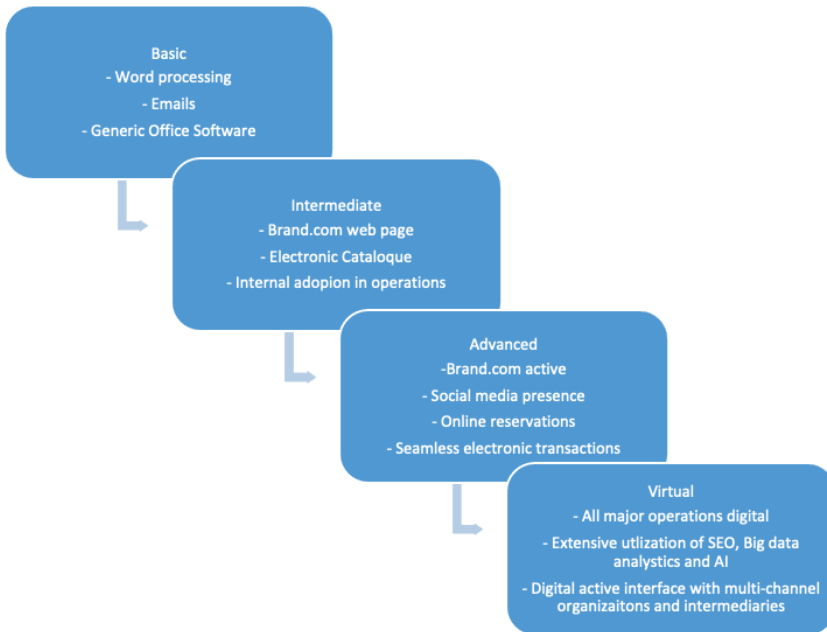 Basic
- Word processing
- Emails
- Generic Office Software
Intermediate
- Brand.com web page
- Electronic Cataloque
- Internal adopion in operations
Advanced
-Brand.com active
- Social media presence
- Online reservations
- Seamless electronic transactions
Virtual
- All major operations digital
- Extensive utlization of SEO, Big data
analystics and AI
- Digital active interface with multi-channel
organizaitons and intermediaries